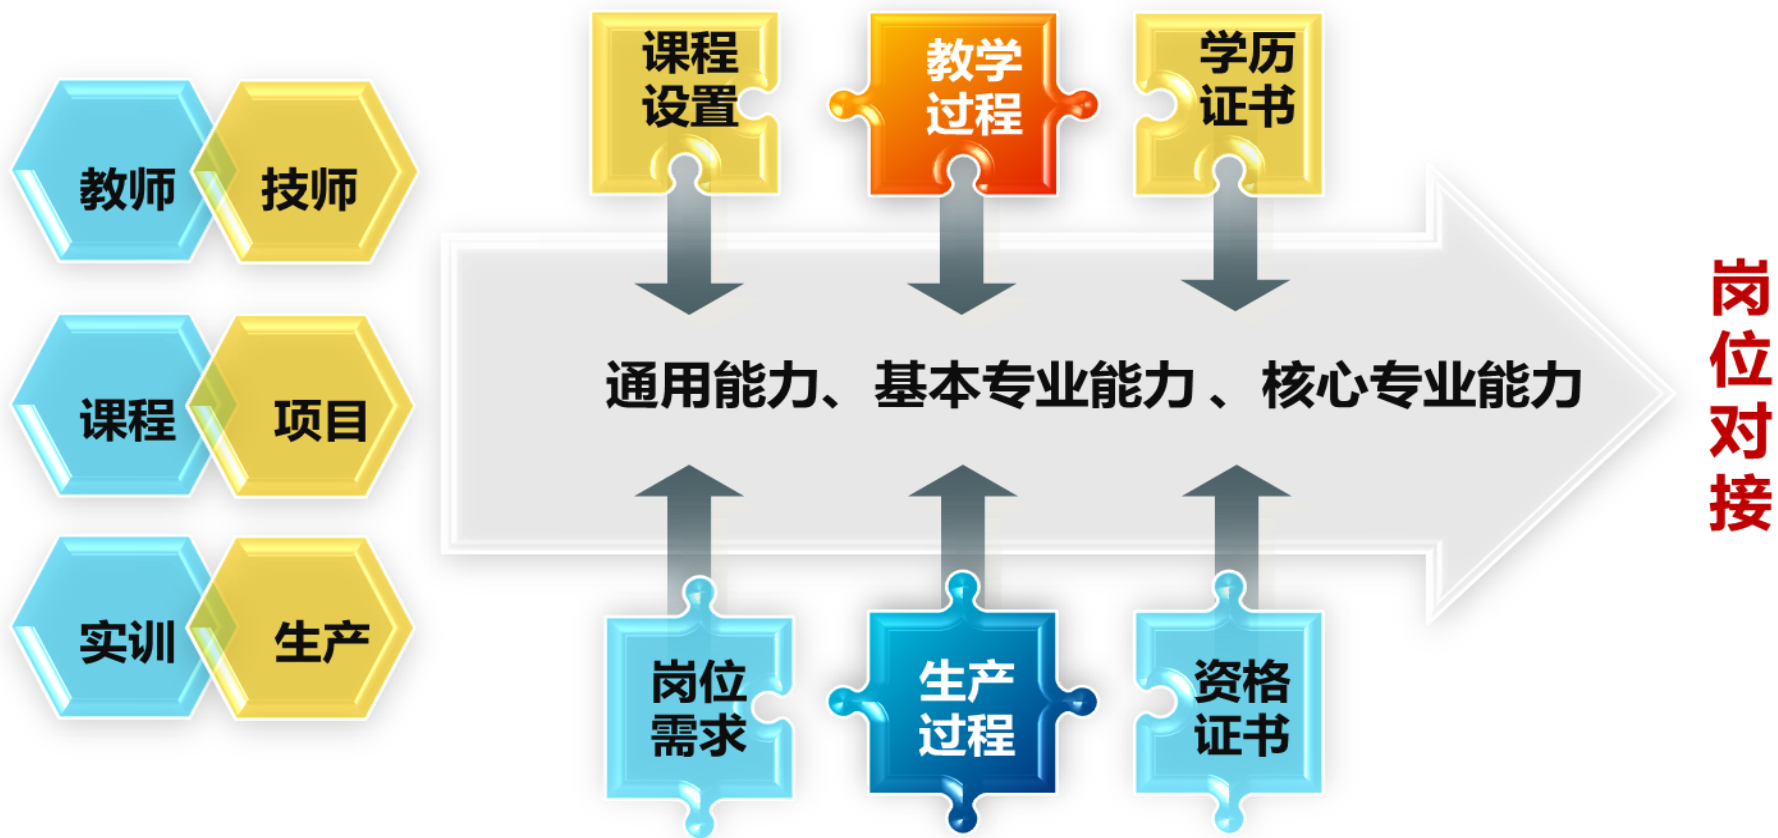 教师
技师
课程
项目
实训
生产
课程
设置
教学
过程
学历
证书
通用能力、基本专业能力、核心专业能力
岗位
需求
生产
过程
资格
证书
岗
位
对
接